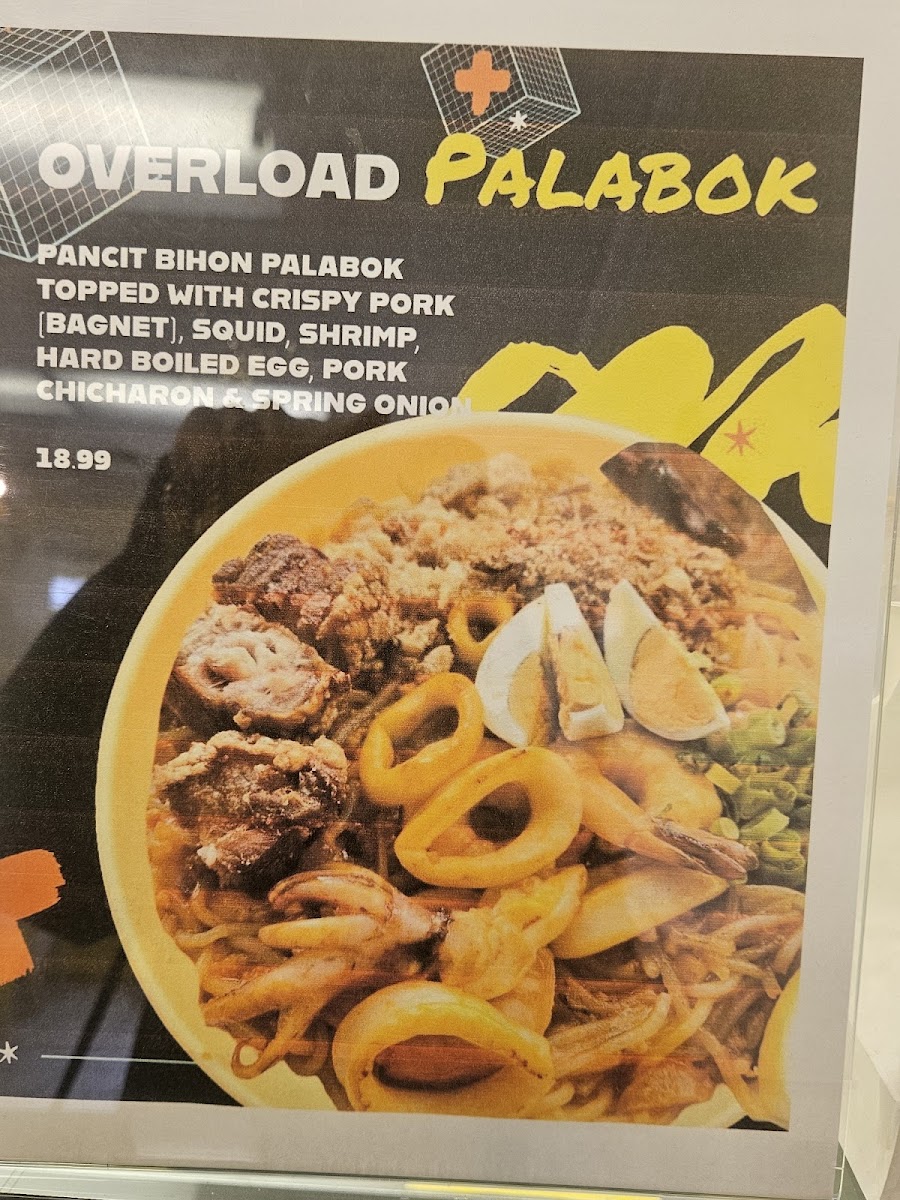 OVERLOAD PALABOK
PANCIT BIHON PALABOK
TOPPED WITH CRISPY PORK
(BAGNET), SQUID, SHRIMP,
HARD BOILED EGG, PORK
CHICHARON & SPRING ONION
18.99